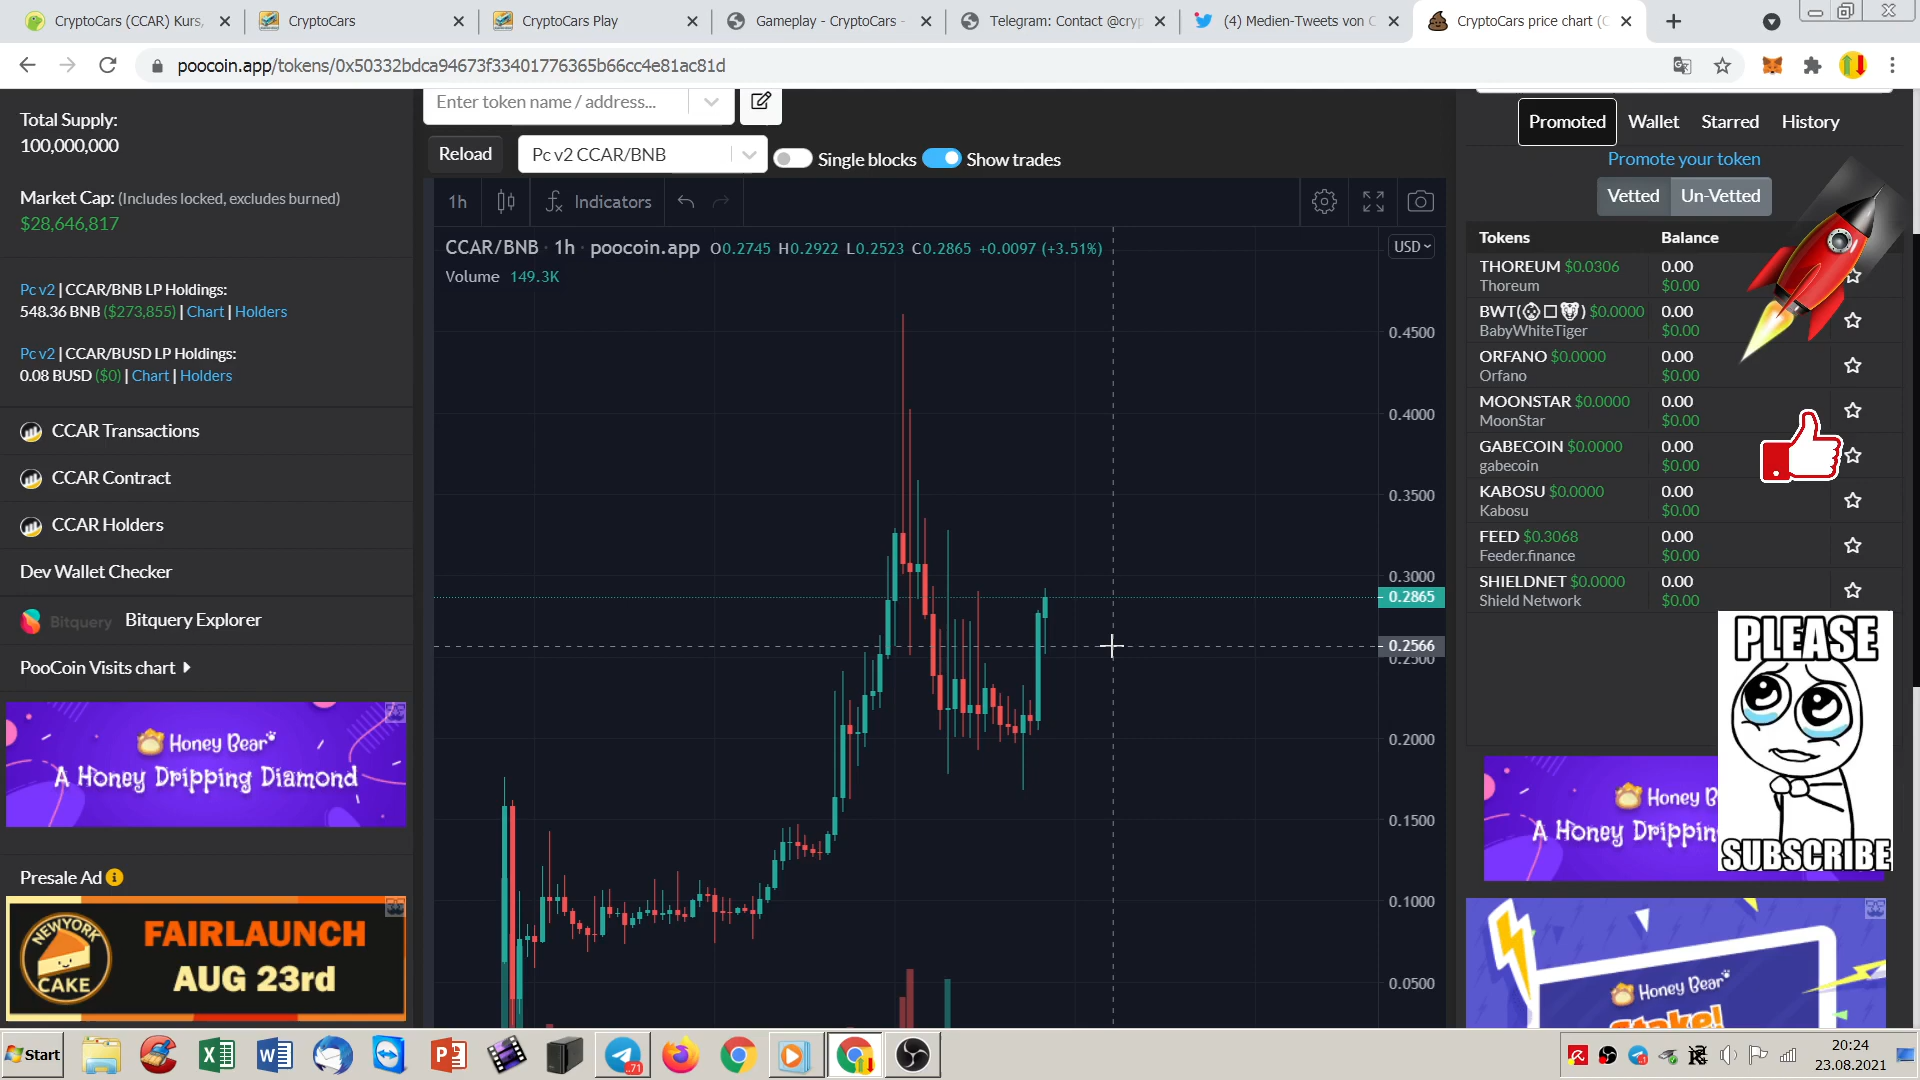 CryptoCars (CCAR) Kurs,
CryptoCars
CryptoCars Play
Gameplay - CryptoCars -
Telegram: Contact @cryp
(4) Medien-Tweets von C
CryptoCars price chart (C
poocoin.app/tokens/0x50332bdca94673f33401776365b66cc4e81ac81d
Total Supply:
100,000,000
Market Cap: (Includes locked, excludes burned)
$28,646,817
Pc v2 | CCAR/BNB LP Holdings:
548.36 BNB ($273,855) | Chart | Holders
Pc v2 | CCAR/BUSD LP Holdings:
0.08 BUSD ($0) | Chart | Holders
CCAR Transactions
CCAR Contract
CCAR Holders
Dev Wallet Checker
Bitquery Bitquery Explorer
PooCoin Visits chart
Honey Bear
A Honey Dripping Diamond
Presale Ad
NEWYORK
CAKE
FAIRLAUNCH
AUG 23rd
Enter token name / address...
Reload
Pc v2 CCAR/BNB
Single blocks
Show trades
1h
Indicators
CCAR/BNB · 1h · poocoin.app O0.2745 H0.2922 L0.2523 C0.2865 +0.0097 (+3.51%)
Volume 149.3K
USD
0.4500
0.4000
0.3500
0.3000
0.2865
0.2566
0.2500
0.2000
0.1500
0.1000
0.0500
Promoted Wallet Starred History
Promote your token
Vetted Un-Vetted
Tokens Balance
THOREUM $0.0306 0.00
Thoreum $0.00
BWT( ) $0.0000 0.00
BabyWhiteTiger $0.00
ORFANO $0.0000 0.00
Orfano $0.00
MOONSTAR $0.0000 0.00
MoonStar $0.00
GABECOIN $0.0000 0.00
gabecoin $0.00
KABOSU $0.0000 0.00
Kabosu $0.00
FEED $0.3068 0.00
Feeder.finance $0.00
SHIELDNET $0.0000 0.00
Shield Network $0.00
PLEASE
SUBSCRIBE
Honey B
A Honey Dripping
Honey Bear
Stake!
Start
71
20:24
23.08.2021